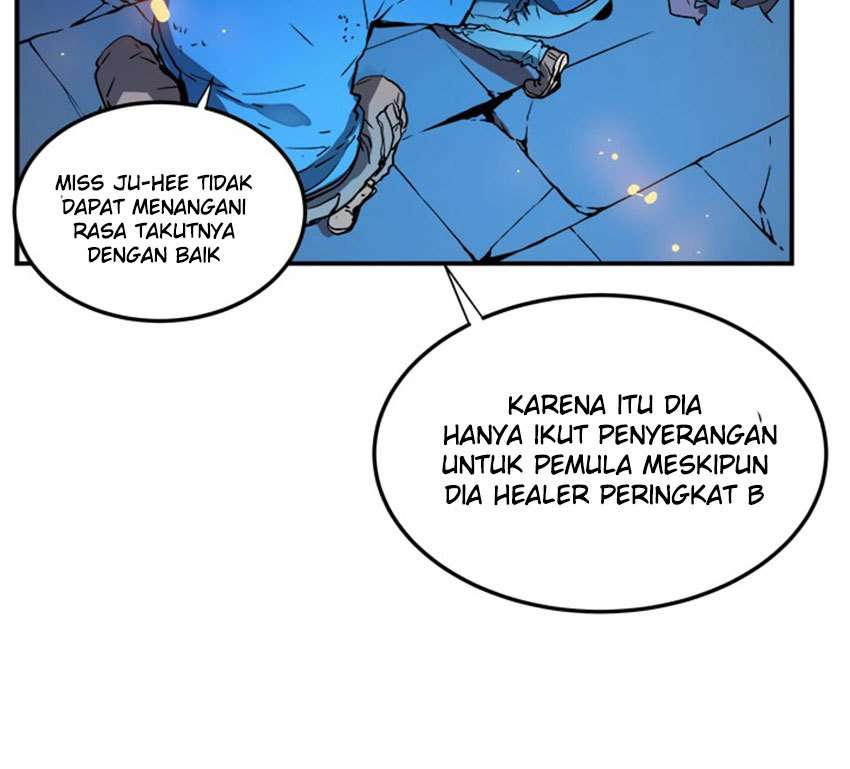 MISS JU-HEE TIDAK
DAPAT MENANGANI
RASA TAKUTNYA
DENGAN BAIK
KARENA ITU DIA
HANYA IKUT PENYERANGAN
UNTUK PEMULA MESKIPUN
DIA HEALER PERINGKAT B